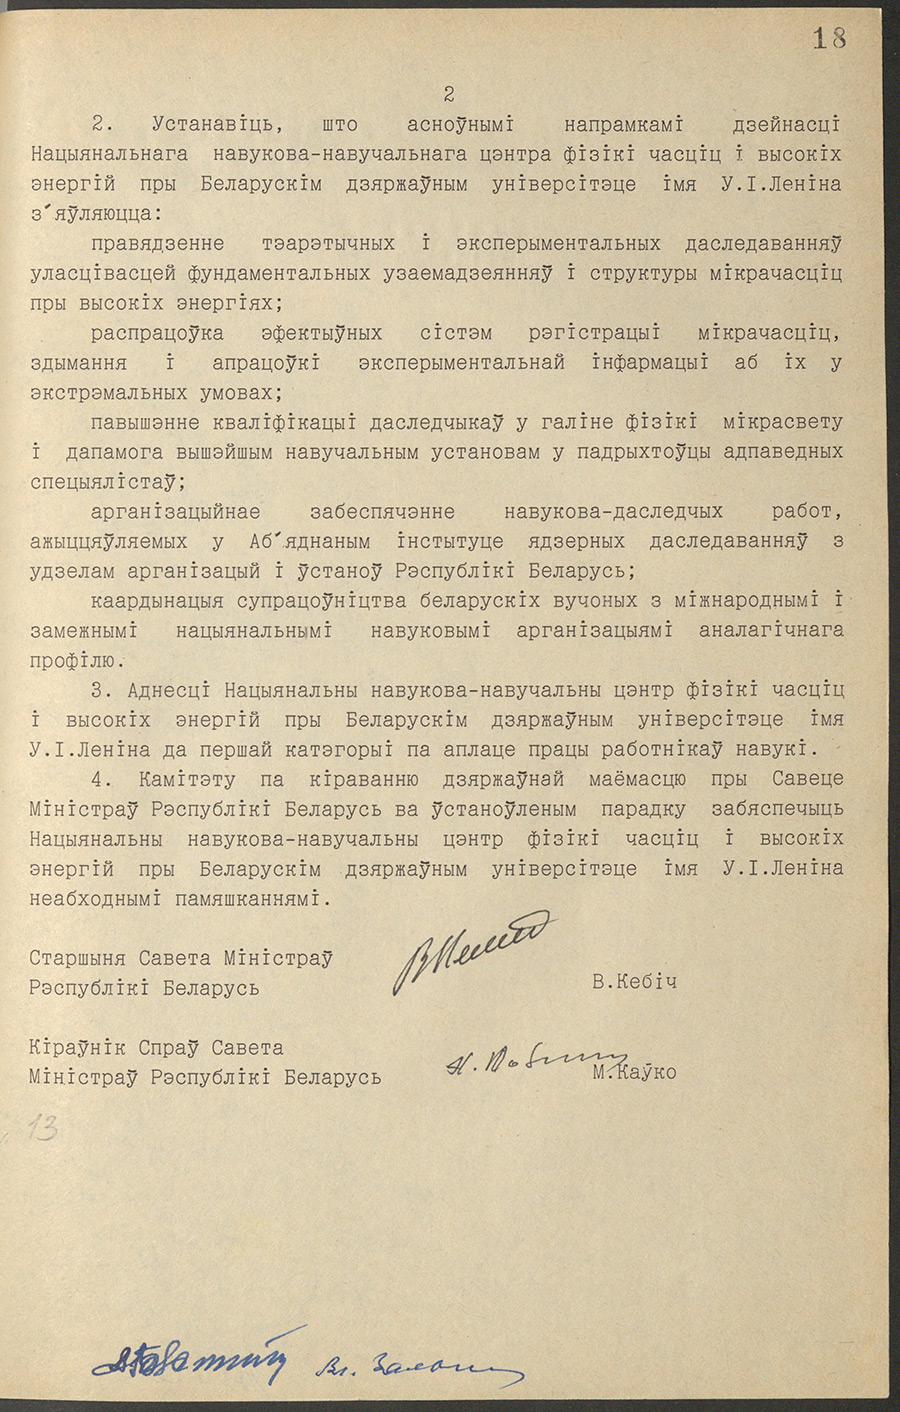 18
2
2. Устанавіць, што асноўнымі напрамкамі дзейнасці
Нацыянальнага навукова-навучальнага цэнтра фізікі часціц і высокіх
энергій пры Беларускім дзяржаўным універсітэце імя У.І.Леніна
з´яўляюцца:
правядзенне тэарэтычных і эксперыментальных даследаванняў
уласцівасцей фундаментальных узаемадзеянняў і структуры мікрачасціц
пры высокіх энергіях;
распрацоўка эфектыўных сістэм рэгістрацыі мікрачасціц,
здымання і апрацоўкі эксперыментальнай інфармацыі аб іх у
экстрэмальных умовах;
павышэнне кваліфікацыі даследчыкаў у галіне фізікі мікрасвету
і дапамога вышэйшым навучальным установам у падрыхтоўцы адпаведных
спецыялістаў;
арганізацыйнае забеспячэнне навукова-даследчых работ,
ажыццяўляемых у Аб´яднаным інстытуце ядзерных даследаванняў з
удзелам арганізацый і ўстаноў Рэспублікі Беларусь;
каардынацыя супрацоўніцтва беларускіх вучоных з міжнароднымі і
замежнымі нацыянальнымі навуковымі арганізацыямі аналагічнага
профілю.
3. Аднесці Нацыянальны навукова-навучальны цэнтр фізікі часціц
і высокіх энергій пры Беларускім дзяржаўным універсітэце імя
У.І.Леніна да першай катэгорыі па аплаце працы работнікаў навукі.
4. Камітэту па кіраванню дзяржаўнай маёмасцю пры Савеце
Міністраў Рэспублікі Беларусь ва ўстаноўленым парадку забяспечыць
Нацыянальны навукова-навучальны цэнтр фізікі часціц і высокіх
энергій пры Беларускім дзяржаўным універсітэце імя У.І.Леніна
неабходнымі памяшканнямі.
Старшыня Савета Міністраў
Рэспублікі Беларусь В.Кебіч
Кіраўнік Спраў Савета
Міністраў Рэспублікі Беларусь М.Каўко
13